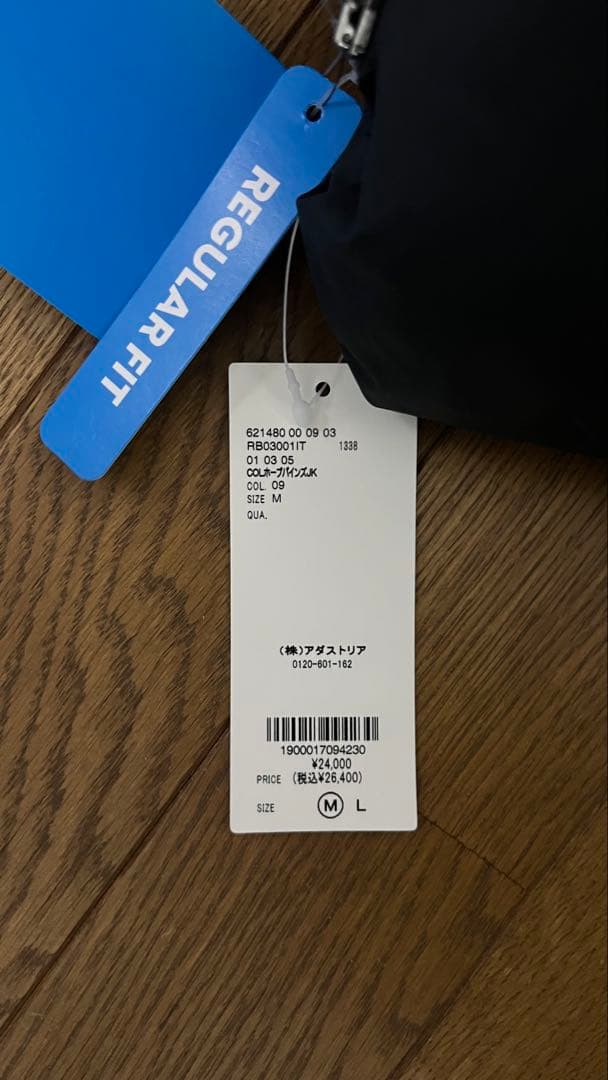 REGULAR FIT
621480 00 09 03
RB03001IT 1338
01 03 05
COLホープパインズJK
COL. 09
SIZE M
QUA.
(株)アダストリア
0120-601-162
1900017094230
¥24,000
PRICE (税込¥26,400)
SIZE M L